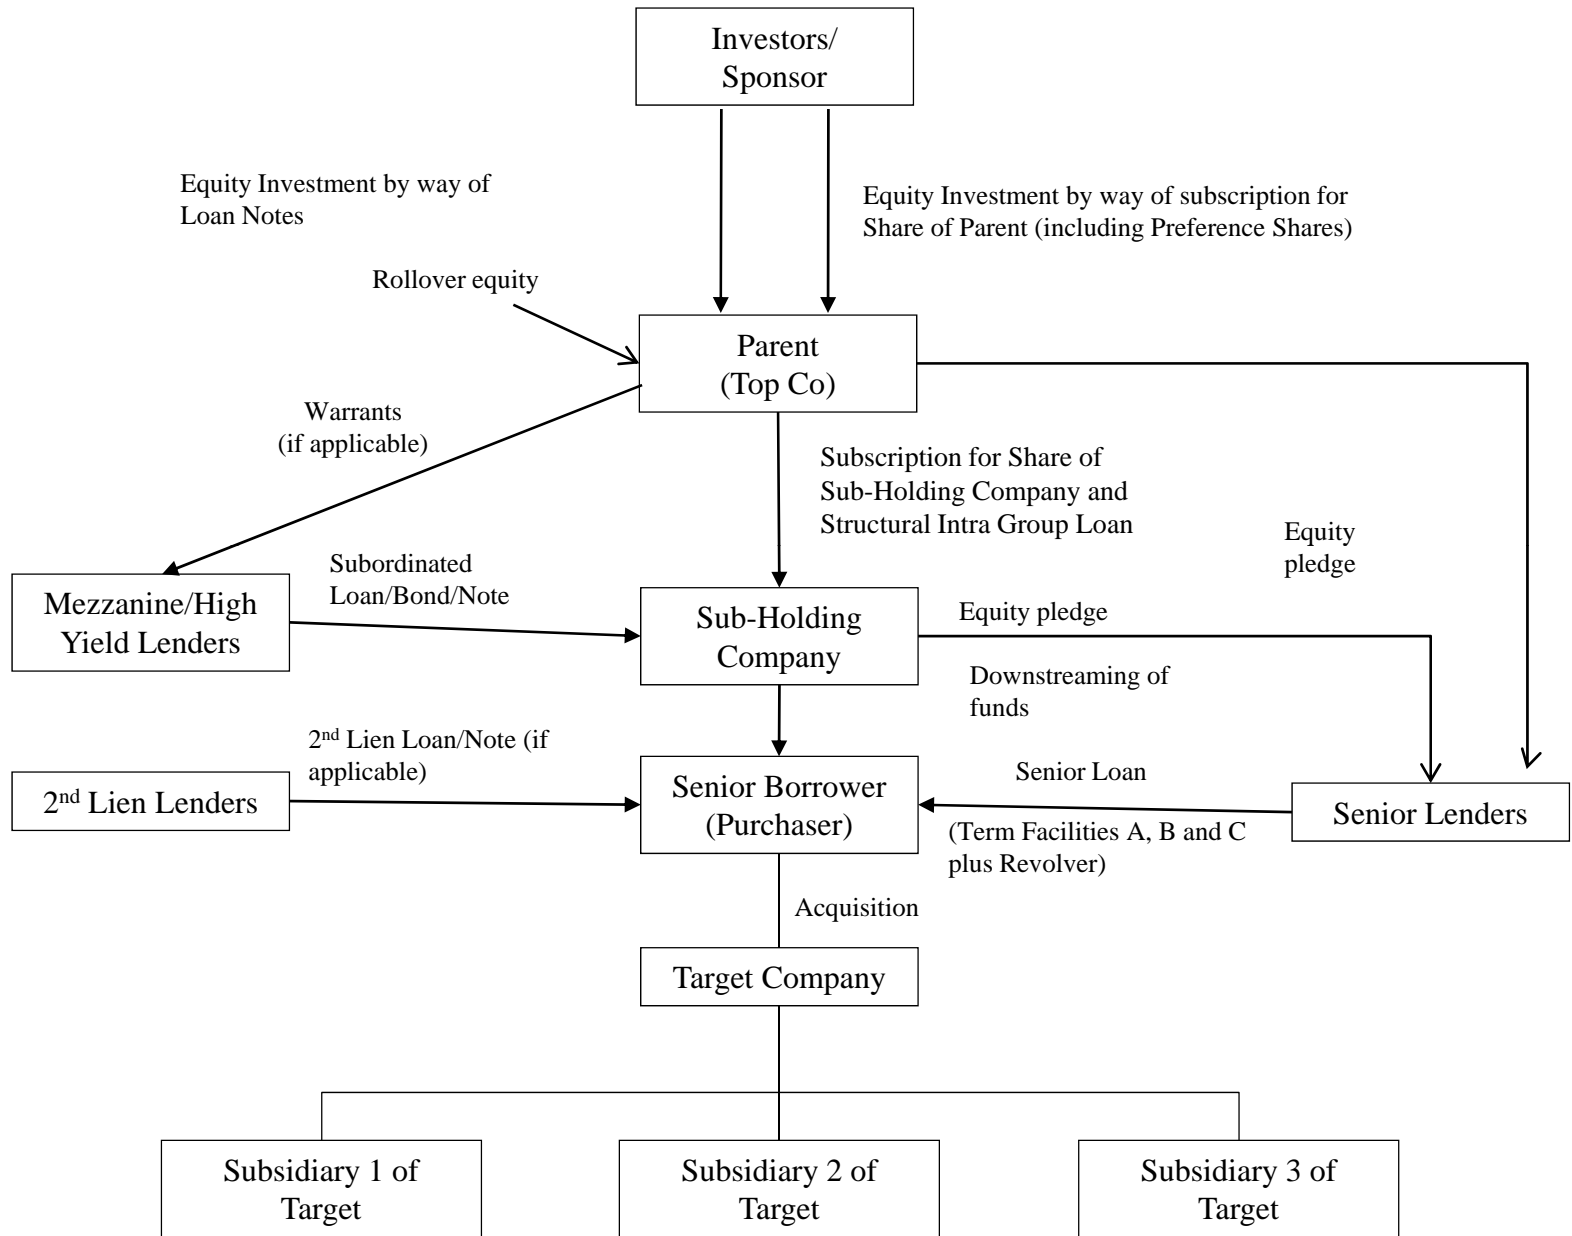 Investors/
Sponsor
Equity Investment by way of
Loan Notes
Equity Investment by way of subscription for
Share of Parent (including Preference Shares)
Rollover equity
Parent
(Top Co)
Warrants
(if applicable)
Subscription for Share of
Sub-Holding Company and
Structural Intra Group Loan
Equity
pledge
Mezzanine/High
Yield Lenders
Subordinated
Loan/Bond/Note
Sub-Holding
Company
Equity pledge
Downstreaming of
funds
2nd Lien Lenders
2nd Lien Loan/Note (if
applicable)
Senior Borrower
(Purchaser)
Senior Loan
(Term Facilities A, B and C
plus Revolver)
Senior Lenders
Acquisition
Target Company
Subsidiary 1 of
Target
Subsidiary 2 of
Target
Subsidiary 3 of
Target